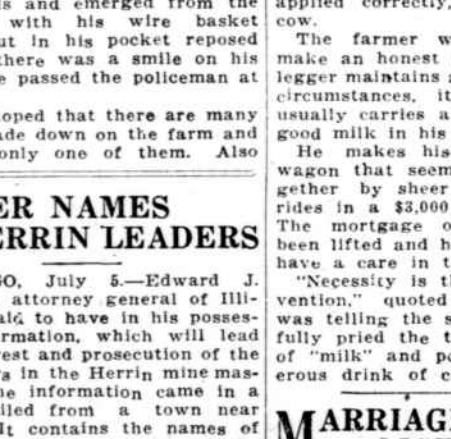 s and emerged from the
with his wire basket
ut in his pocket reposed
there was a smile on his
e passed the policeman at
oped that there are many
ade down on the farm and
only one of them. Also
ER NAMES
ERRIN LEADERS
GO, July 5.—Edward J.
attorney general of Illi-
aid to have in his posses-
ormation, which will lead
rest and prosecution of the
s in the Herrin mine mas-
e information came in a
iled from a town near
It contains the names of
applied correctly,
cow.
The farmer w
make an honest
legger maintains
circumstances, it
usually carries a
good milk in his
He makes his
wagon that seem
gether by sheer
rides in a $3,000
The mortgage o
been lifted and h
have a care in t
"Necessity is th
vention," quoted
was telling the s
fully pried the t
of "milk" and po
erous drink of c
MARRIAG